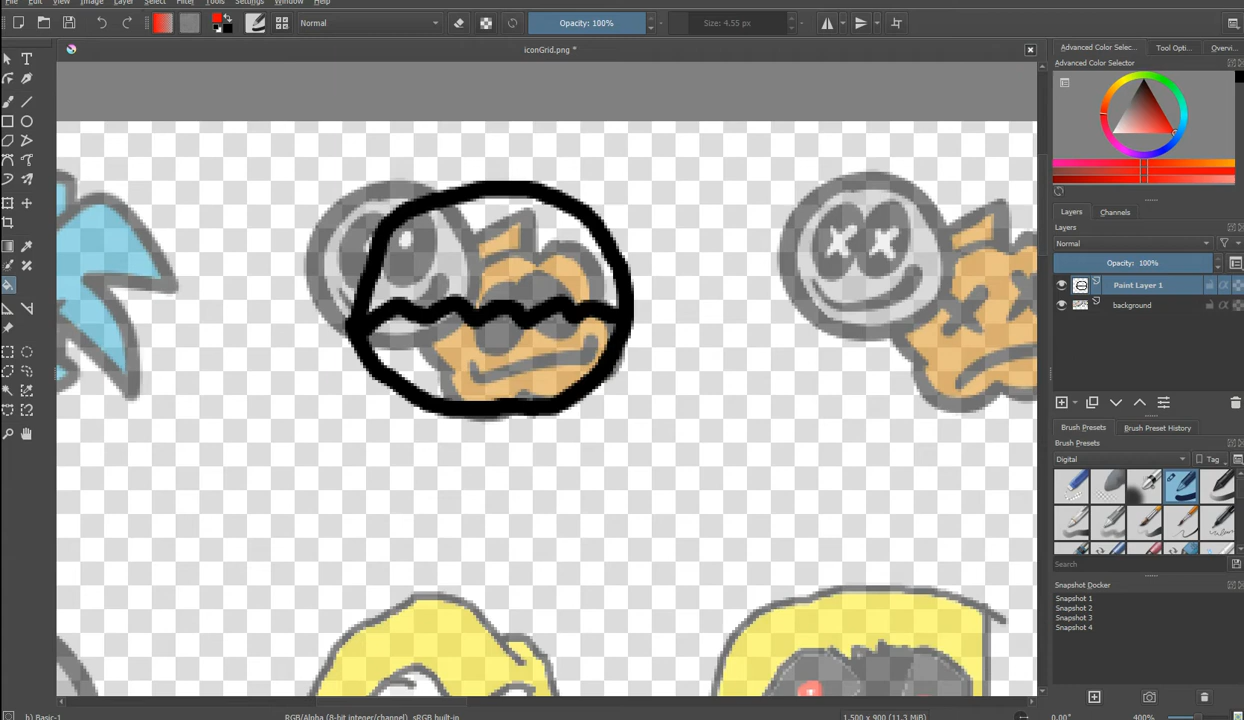 File Edit View Image Layer Select Filter Tools Settings Window Help
Normal
Opacity: 100%
Size: 4.55 px
iconGrid.png *
Advanced Color Selec...
Tool Opti...
Overvi...
Advanced Color Selector
Layers
Channels
Layers
Normal
Opacity: 100%
Paint Layer 1
background
Brush Presets
Brush Preset History
Brush Presets
Digital
Tag
Search
Snapshot Docker
Snapshot 1
Snapshot 2
Snapshot 3
Snapshot 4
b) Basic-1
RGB/Alpha (8-bit integer/channel) sRGB built-in
1,500 x 900 (11.3 MiB)
0.00°
400%